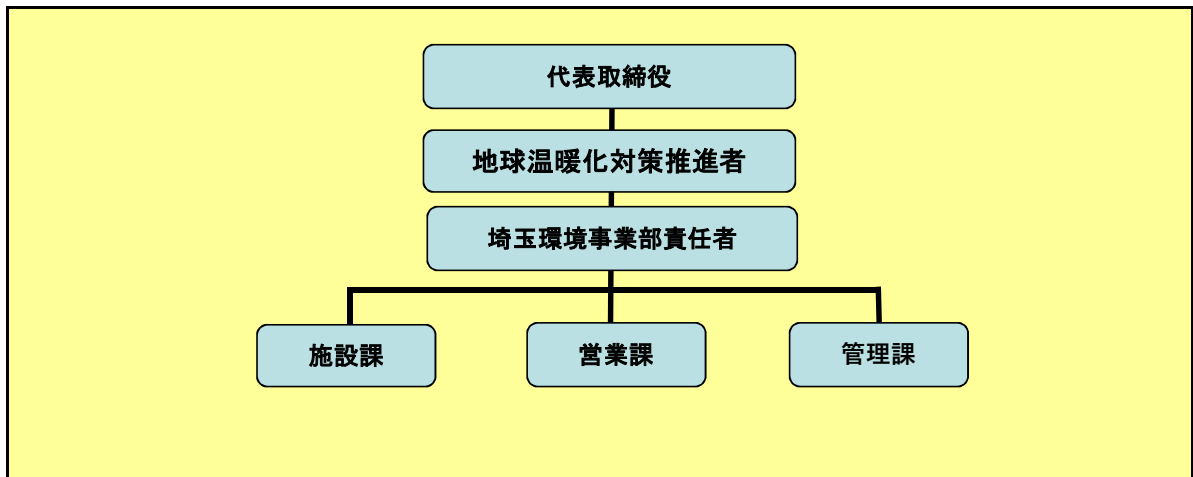 代表取締役
地球温暖化対策推進者
埼玉環境事業部責任者
施設課
営業課
管理課